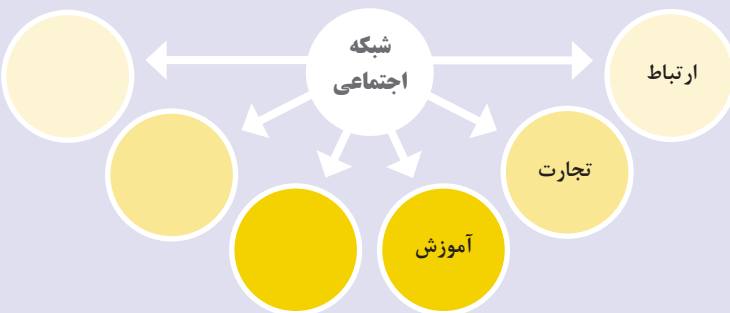 شبکه
اجتماعی
ارتباط
تجارت
آموزش